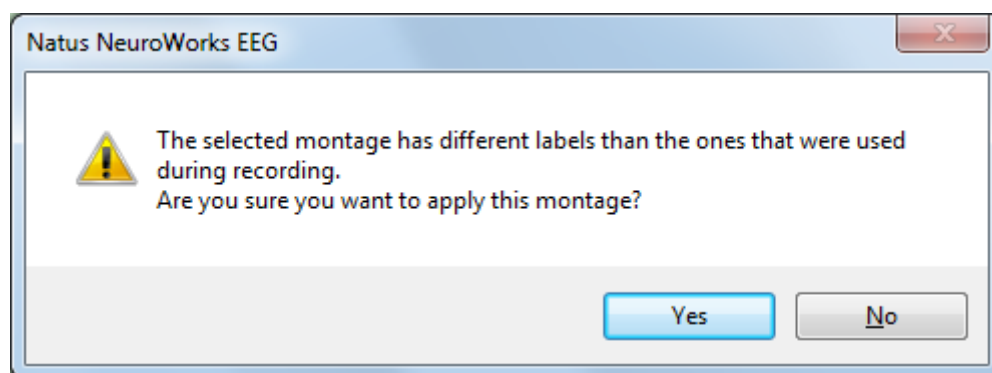 Natus NeuroWorks EEG
The selected montage has different labels than the ones that were used
during recording.
Are you sure you want to apply this montage?
Yes
No